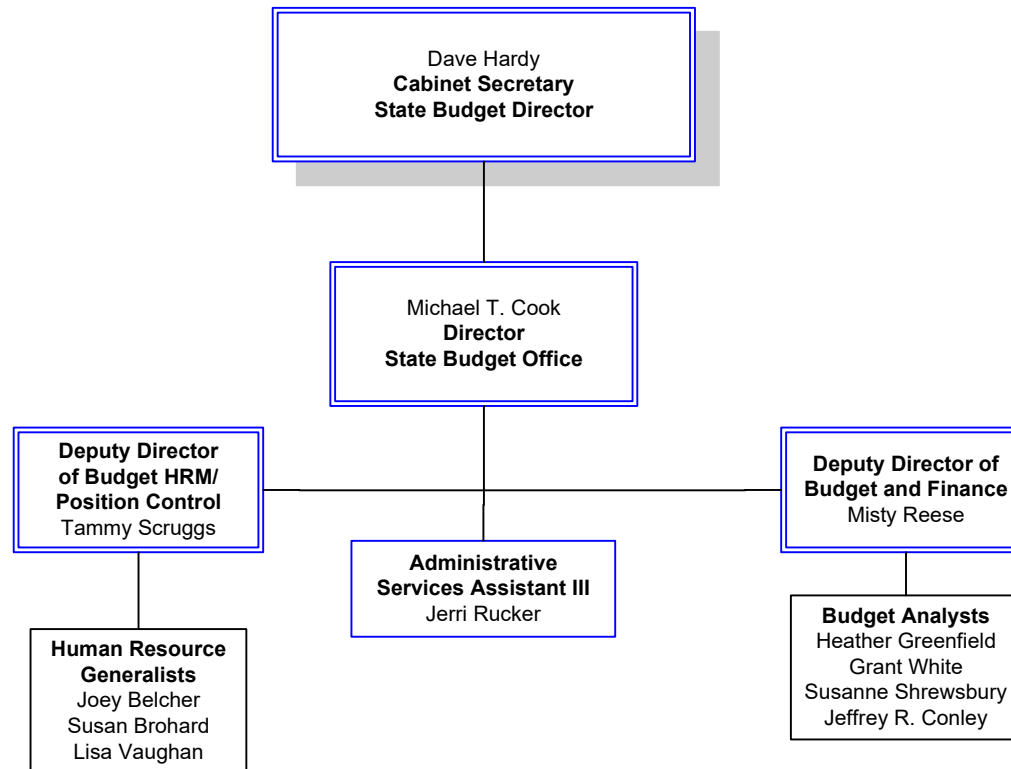 Dave Hardy
Cabinet Secretary
State Budget Director
Michael T. Cook
Director
State Budget Office
Deputy Director
of Budget HRM/
Position Control
Tammy Scruggs
Administrative
Services Assistant III
Jerri Rucker
Deputy Director of
Budget and Finance
Misty Reese
Human Resource
Generalists
Joey Belcher
Susan Brohard
Lisa Vaughan
Budget Analysts
Heather Greenfield
Grant White
Susanne Shrewsbury
Jeffrey R. Conley